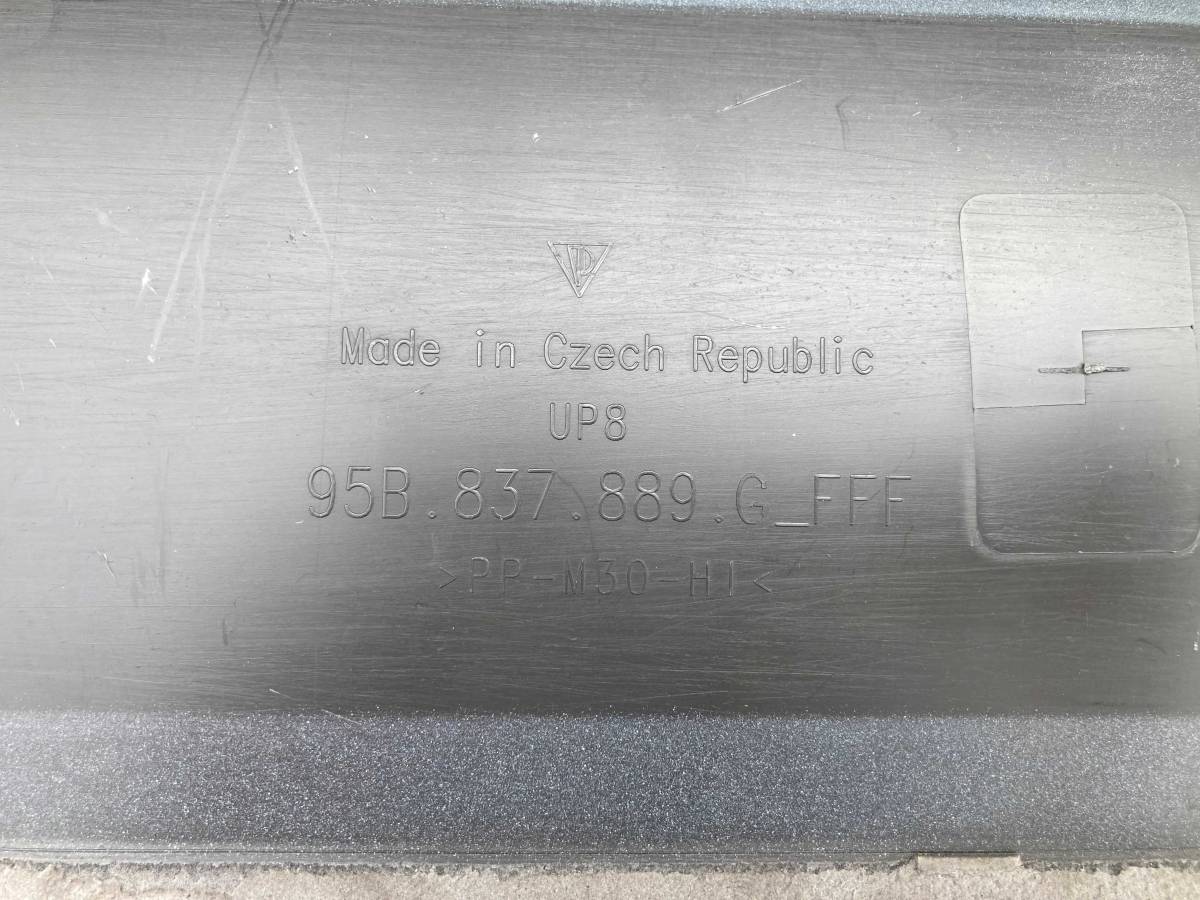 Made in Czech Republic
UP8
95B.837.889.G_FFF
>PP-M30-HI<